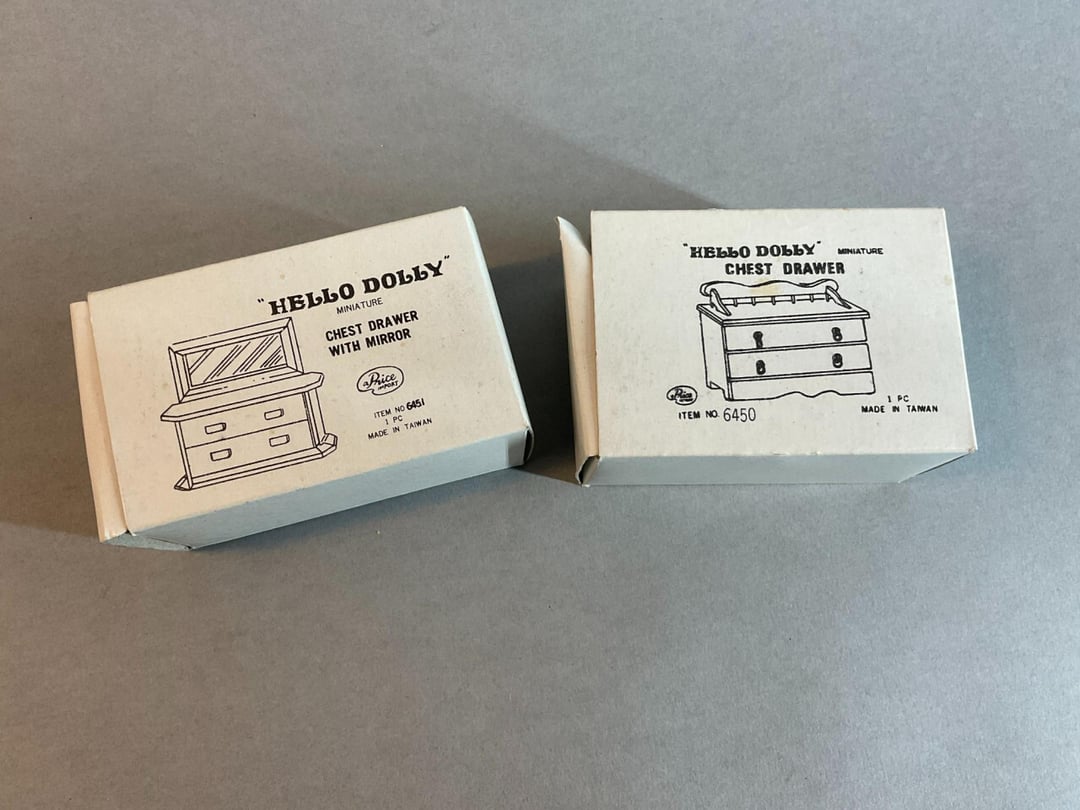 "HELLO DOLLY"
MINIATURE
CHEST DRAWER
WITH MIRROR
a Price
IMPORT
ITEM NO 6451
1 PC
MADE IN TAIWAN
"HELLO DOLLY" MINIATURE
CHEST DRAWER
a Price
IMPORT
ITEM NO. 6450
1 PC
MADE IN TAIWAN